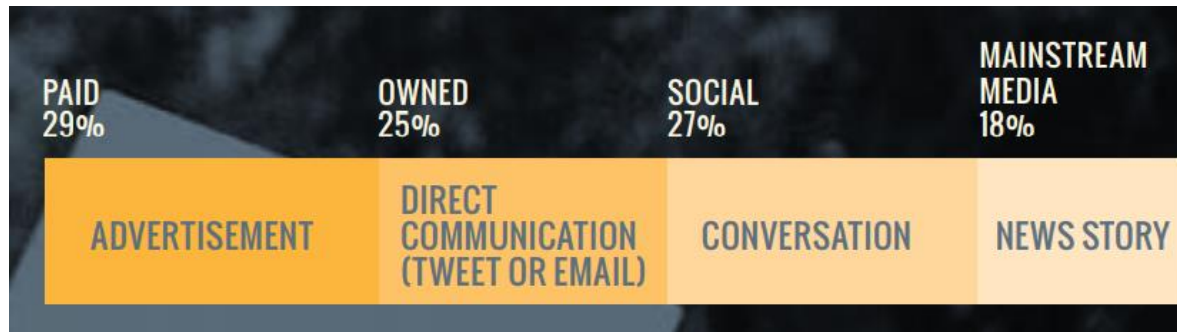 PAID
29%
OWNED
25%
SOCIAL
27%
MAINSTREAM
MEDIA
18%
ADVERTISEMENT
DIRECT
COMMUNICATION
(TWEET OR EMAIL)
CONVERSATION
NEWS STORY